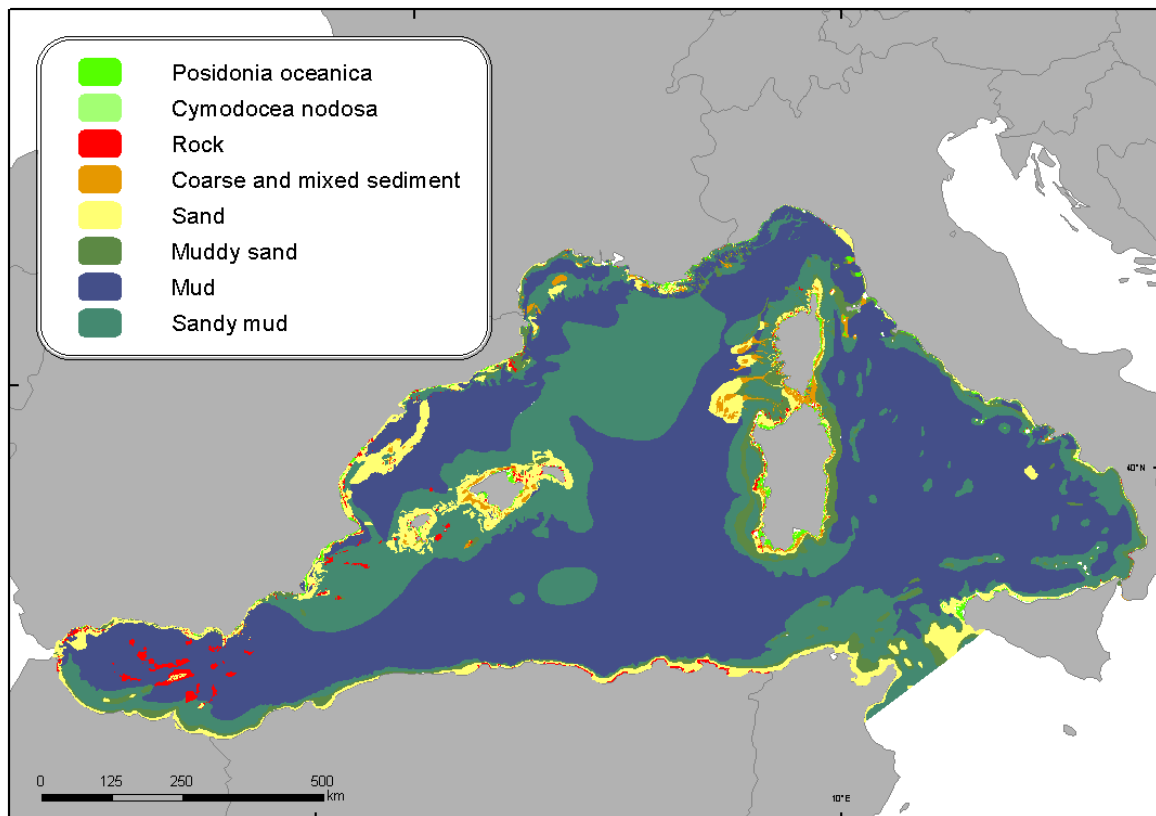 Posidonia oceanica
Cymodocea nodosa
Rock
Coarse and mixed sediment
Sand
Muddy sand
Mud
Sandy mud
40°N
0 125 250 500
km
10°E